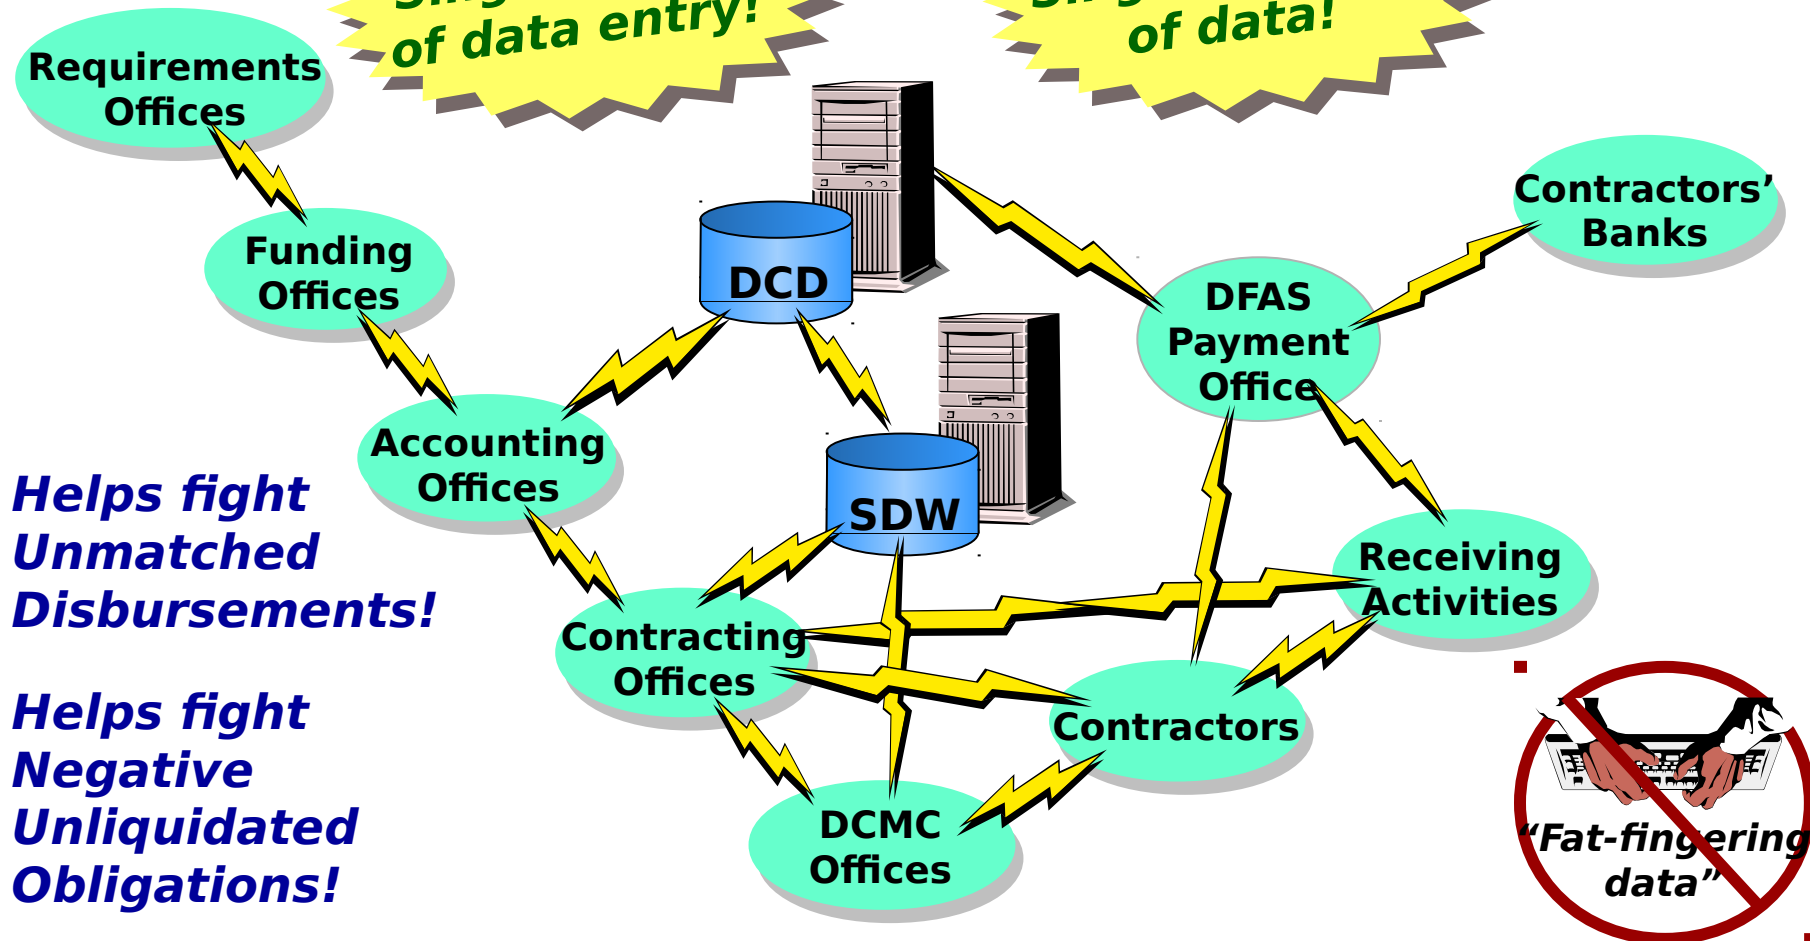 of data entry!
of data!
Requirements
Offices
Contractors’
Banks
Funding
Offices
DCD
DFAS
Payment
Office
Accounting
Offices
SDW
Helps fight
Unmatched
Disbursements!
Receiving
Activities
Contracting
Offices
Contractors
Helps fight
Negative
Unliquidated
Obligations!
DCMC
Offices
“Fat-fingering
data”